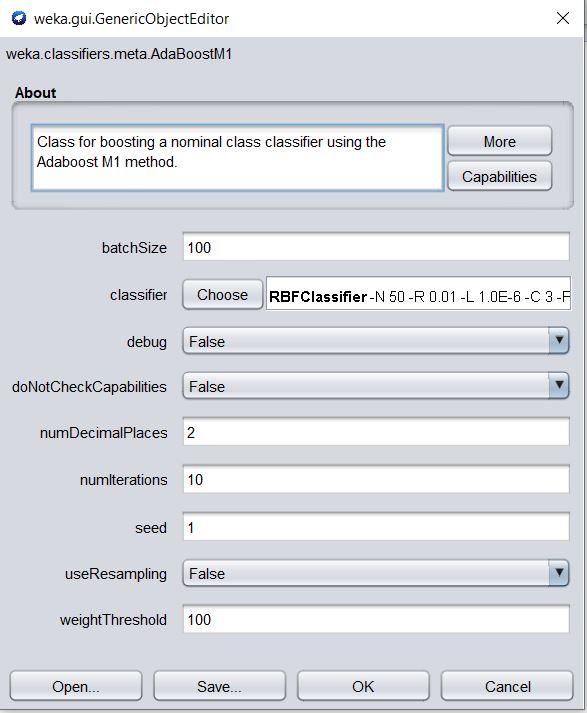 weka.gui.GenericObjectEditor
weka.classifiers.meta.AdaBoostM1
About
Class for boosting a nominal class classifier using the
Adaboost M1 method.
More
Capabilities
batchSize 100
classifier Choose RBFClassifier -N 50 -R 0.01 -L 1.0E-6 -C 3 -F
debug False
doNotCheckCapabilities False
numDecimalPlaces 2
numIterations 10
seed 1
useResampling False
weightThreshold 100
Open... Save... OK Cancel